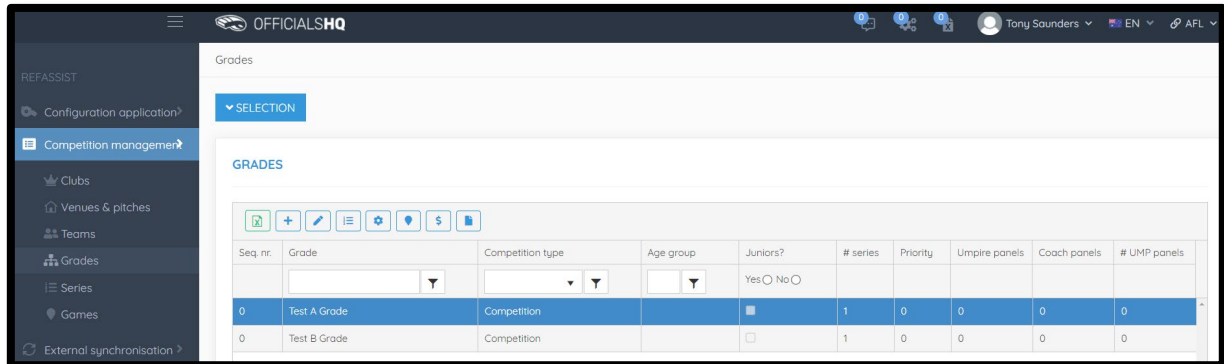 OFFICIALSHQ
0 0 0 Tony Saunders EN AFL
REFASSIST
Configuration application
Competition management
Clubs
Venues & pitches
Teams
Grades
Series
Games
External synchronisation
Grades
SELECTION
GRADES
Seq. nr. Grade Competition type Age group Juniors? # series Priority Umpire panels Coach panels # UMP panels
Yes No
0 Test A Grade Competition 1 0 0 0 0
0 Test B Grade Competition 1 0 0 0 0